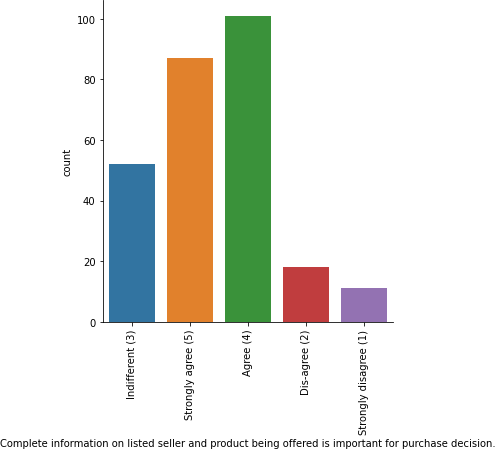 100
80
60
40
20
0
count
Indifferent (3)
Strongly agree (5)
Agree (4)
Dis-agree (2)
Strongly disagree (1)
Complete information on listed seller and product being offered is important for purchase decision.